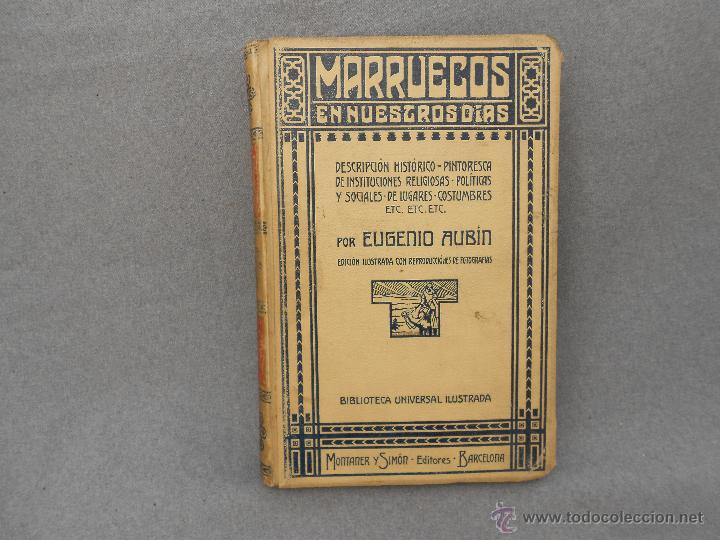 MARRUECOS
EN NUESTROS DÍAS
DESCRIPCIÓN HISTÓRICO - PINTORESCA
DE INSTITUCIONES RELIGIOSAS · POLÍTICAS
Y SOCIALES · DE LUGARES · COSTUMBRES
ETC. ETC. ETC.
POR EUGENIO AUBÍN
EDICIÓN ILUSTRADA CON REPRODUCCIONES DE FOTOGRAFÍAS
BIBLIOTECA UNIVERSAL ILUSTRADA
MONTANER Y SIMÓN - EDITORES · BARCELONA
www.todocoleccion.net